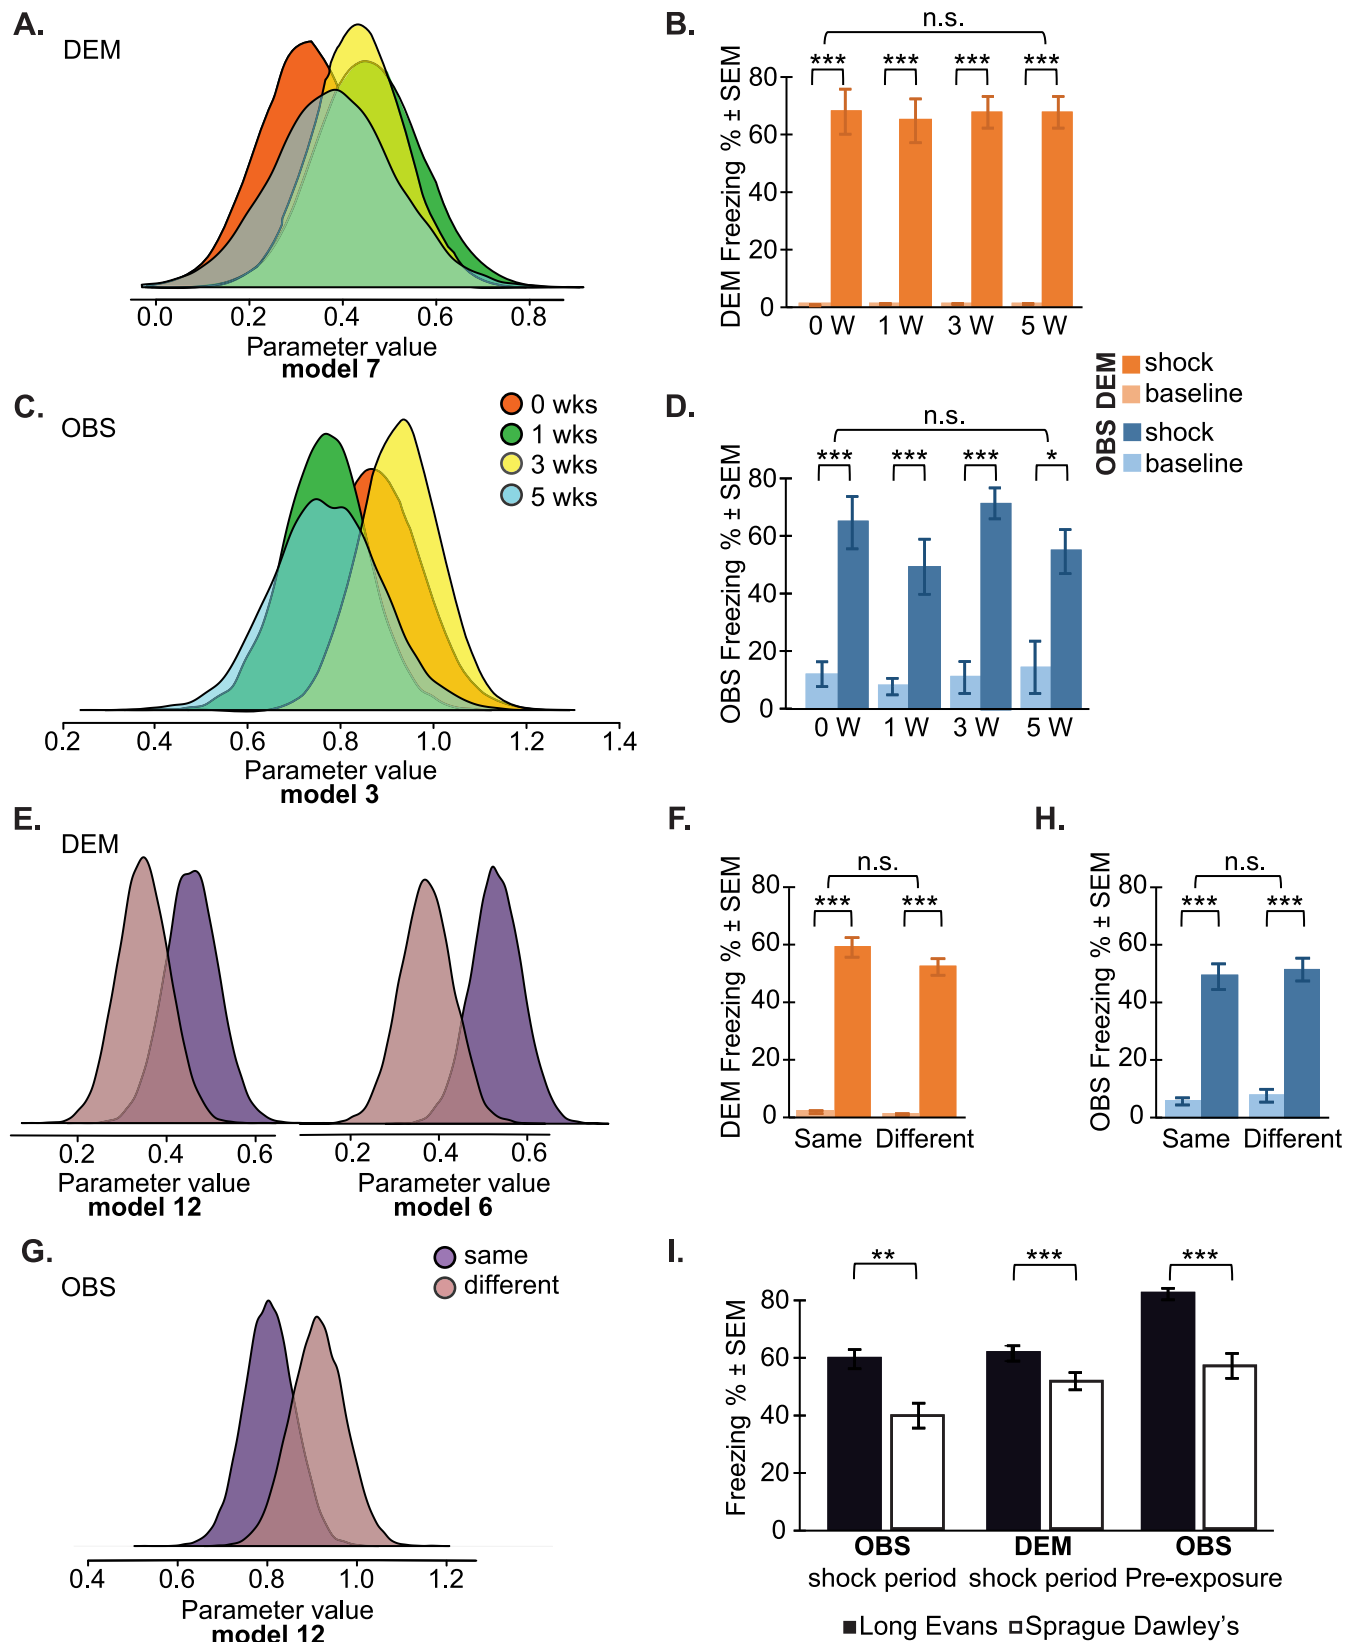 A.
DEM
0.0 0.2 0.4 0.6 0.8
Parameter value
model 7
B.
n.s.
*** *** *** ***
DEM Freezing % ± SEM
80
60
40
20
0
0 W 1 W 3 W 5 W
DEM
shock
baseline
OBS
shock
baseline
C.
OBS
0 wks
1 wks
3 wks
5 wks
0.2 0.4 0.6 0.8 1.0 1.2 1.4
Parameter value
model 3
D.
n.s.
*** *** *** *
OBS Freezing % ± SEM
80
60
40
20
0
0 W 1 W 3 W 5 W
E.
DEM
0.2 0.4 0.6
Parameter value
model 12
0.2 0.4 0.6
Parameter value
model 6
F.
n.s.
*** ***
DEM Freezing % ± SEM
80
60
40
20
0
Same Different
H.
n.s.
*** ***
OBS Freezing % ± SEM
80
60
40
20
0
Same Different
G.
OBS
same
different
0.4 0.6 0.8 1.0 1.2
Parameter value
model 12
I.
** *** ***
Freezing % ± SEM
80
60
40
20
0
OBS DEM OBS
shock period shock period Pre-exposure
Long Evans Sprague Dawley's